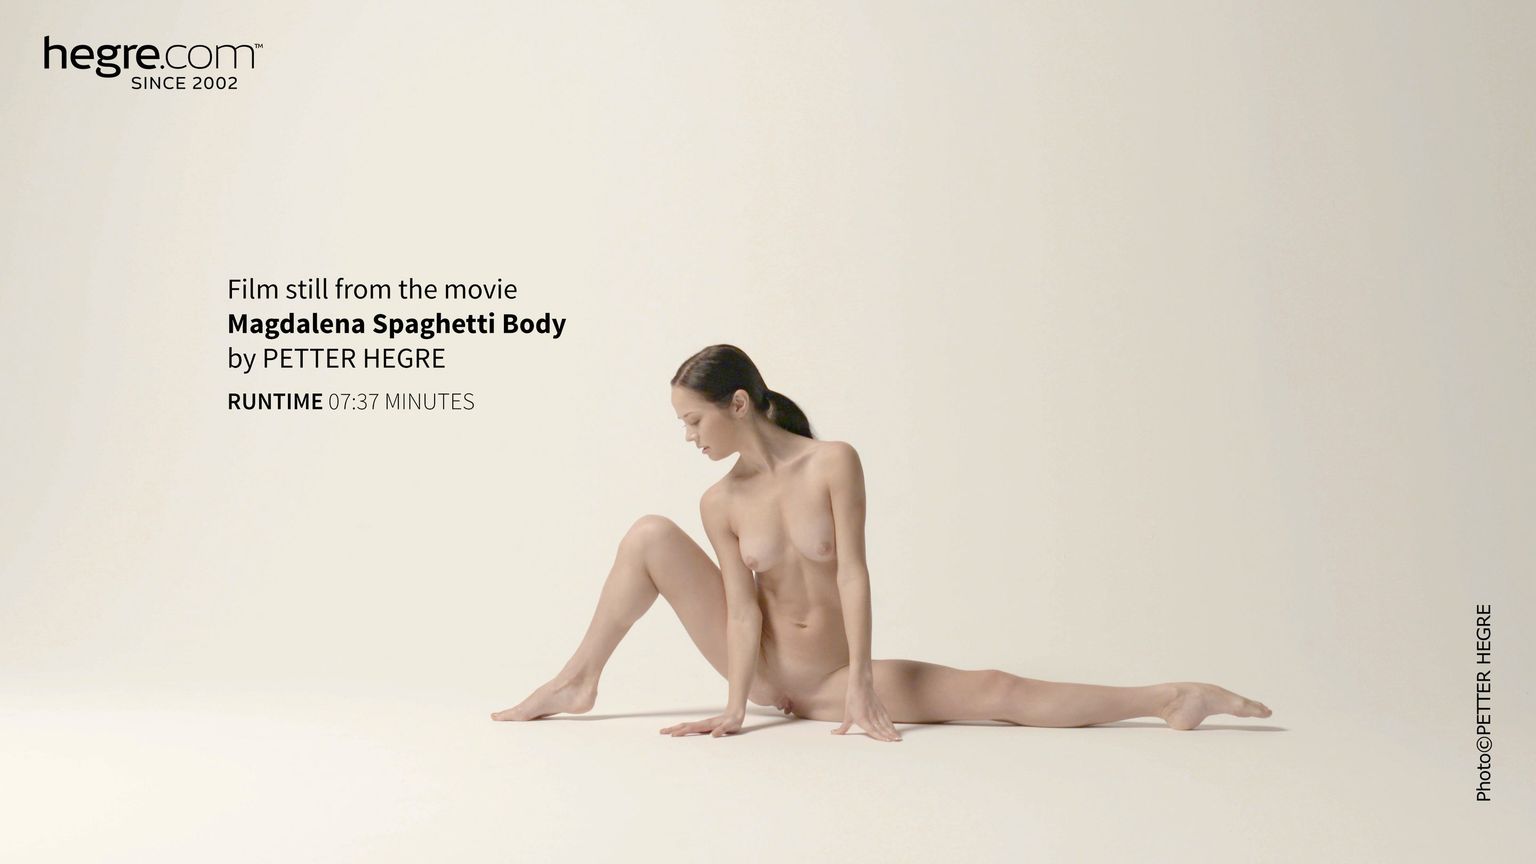 hegre.com™
SINCE 2002
Film still from the movie
Magdalena Spaghetti Body
by PETTER HEGRE
RUNTIME 07:37 MINUTES
Photo©PETTER HEGRE